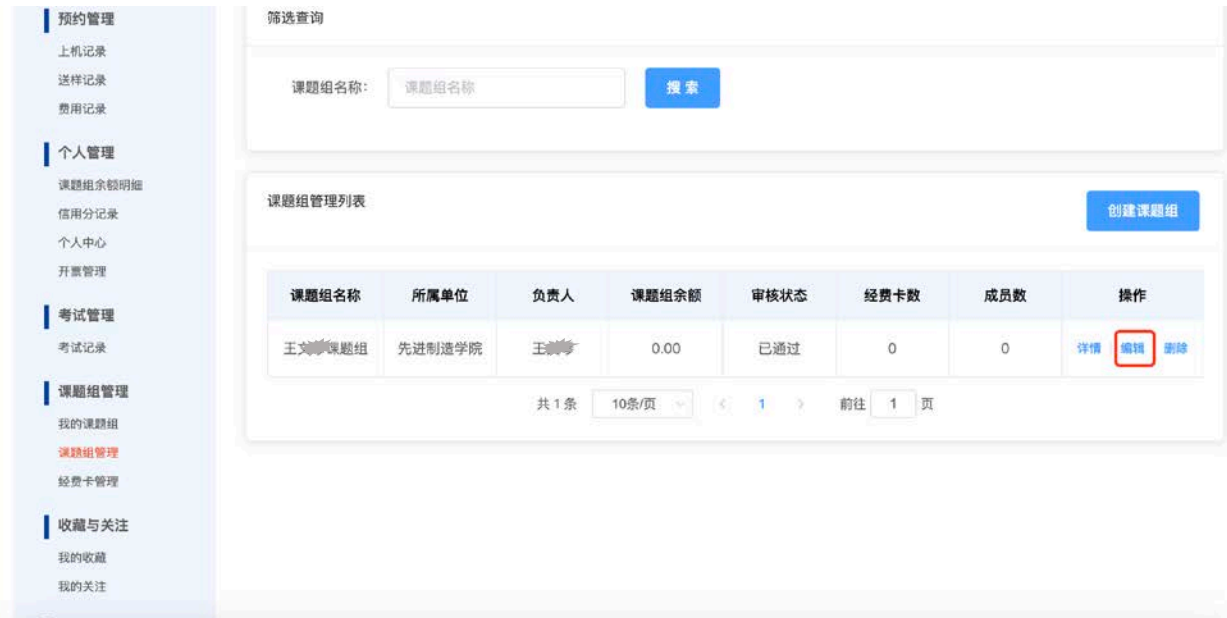 预约管理
上机记录
送样记录
费用记录
个人管理
课题组余额明细
信用分记录
个人中心
开票管理
考试管理
考试记录
课题组管理
我的课题组
课题组管理
经费卡管理
收藏与关注
我的收藏
我的关注
筛选查询
课题组名称: 课题组名称 搜索
课题组管理列表 创建课题组
课题组名称 所属单位 负责人 课题组余额 审核状态 经费卡数 成员数 操作
王文 课题组 先进制造学院 王 0.00 已通过 0 0 详情 编辑 删除
共 1 条 10条/页 < 1 > 前往 1 页